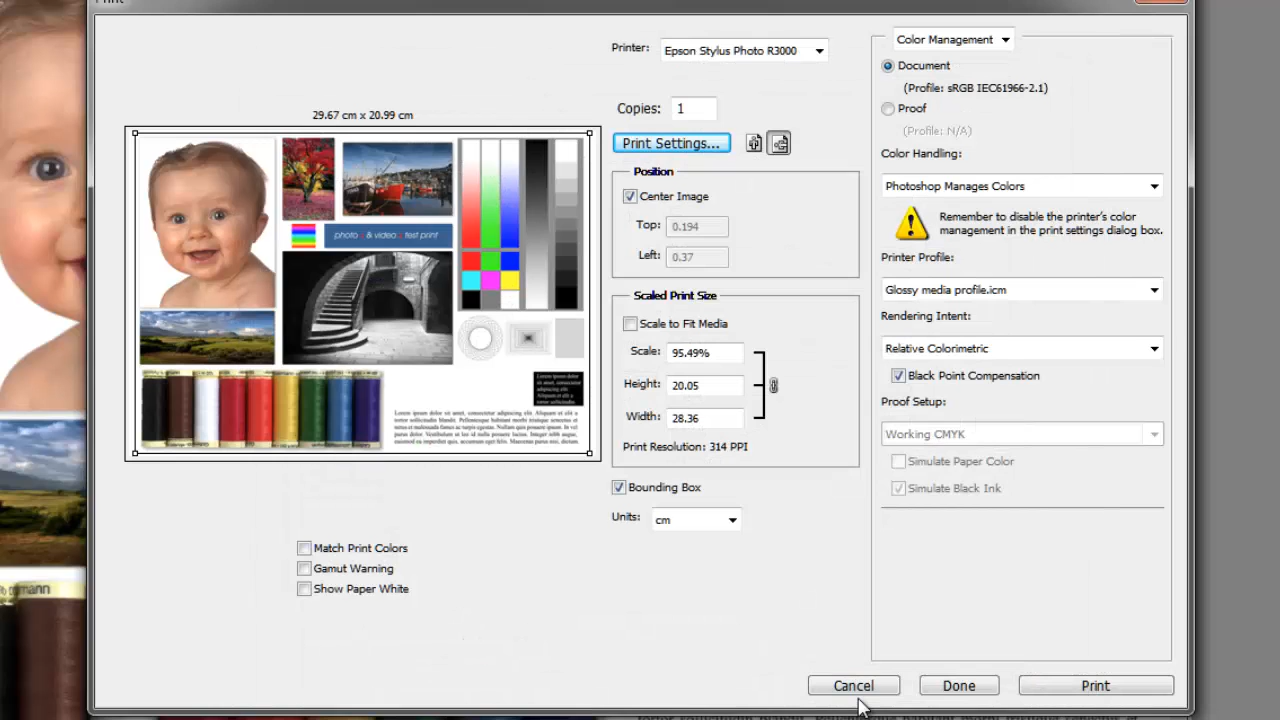 Print
Printer: Epson Stylus Photo R3000
Copies: 1
Print Settings...
29.67 cm x 20.99 cm
photo & video test print
Position
Center Image
Top: 0.194
Left: 0.37
Scaled Print Size
Scale to Fit Media
Scale: 95.49%
Height: 20.05
Width: 28.36
Print Resolution: 314 PPI
Bounding Box
Units: cm
Match Print Colors
Gamut Warning
Show Paper White
Color Management
Document
(Profile: sRGB IEC61966-2.1)
Proof
(Profile: N/A)
Color Handling:
Photoshop Manages Colors
Remember to disable the printer's color
management in the print settings dialog box.
Printer Profile:
Glossy media profile.icm
Rendering Intent:
Relative Colorimetric
Black Point Compensation
Proof Setup:
Working CMYK
Simulate Paper Color
Simulate Black Ink
Cancel
Done
Print